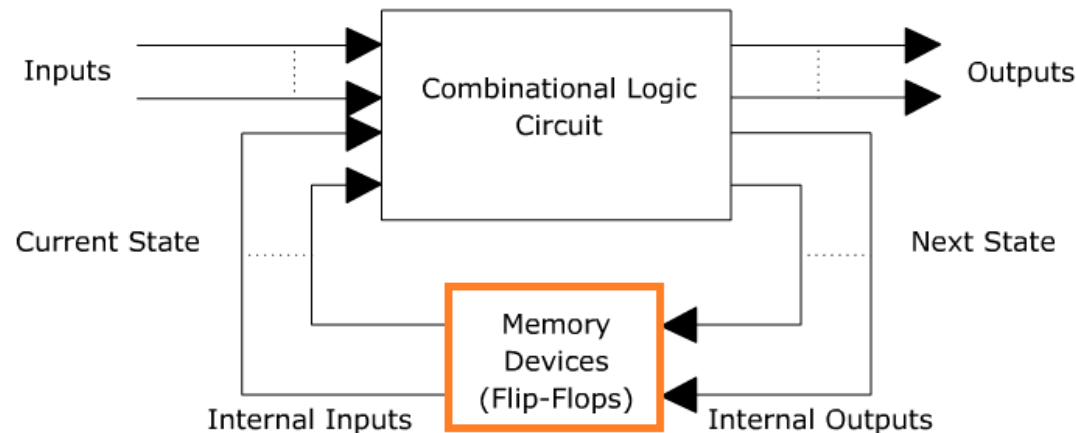 Inputs
Combinational Logic
Circuit
Outputs
Current State
Next State
Memory
Devices
(Flip-Flops)
Internal Inputs
Internal Outputs